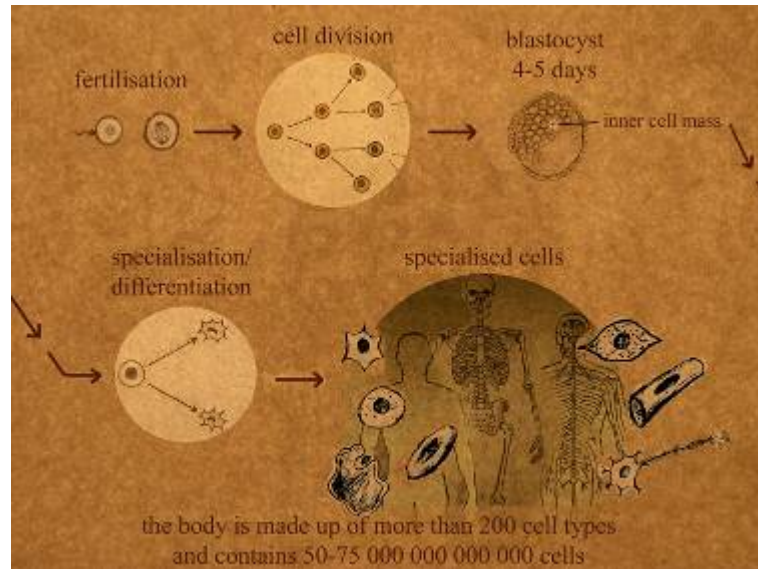 fertilisation
cell division
blastocyst
4-5 days
inner cell mass
specialisation/
differentiation
specialised cells
the body is made up of more than 200 cell types
and contains 50-75 000 000 000 000 cells